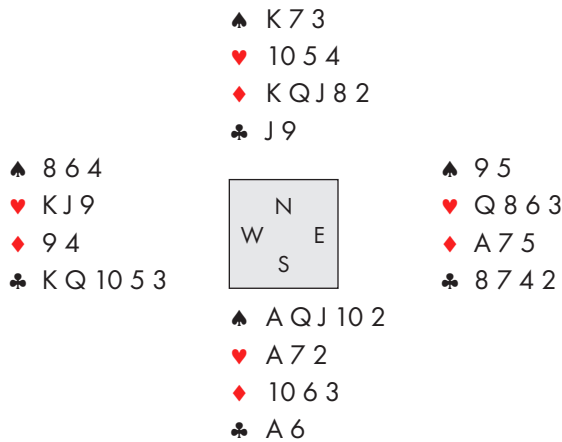 ♠ K 7 3
♥ 10 5 4
♦ K Q J 8 2
♣ J 9
♠ 8 6 4
♥ K J 9
♦ 9 4
♣ K Q 10 5 3
N
W E
S
♠ 9 5
♥ Q 8 6 3
♦ A 7 5
♣ 8 7 4 2
♠ A Q J 10 2
♥ A 7 2
♦ 10 6 3
♣ A 6